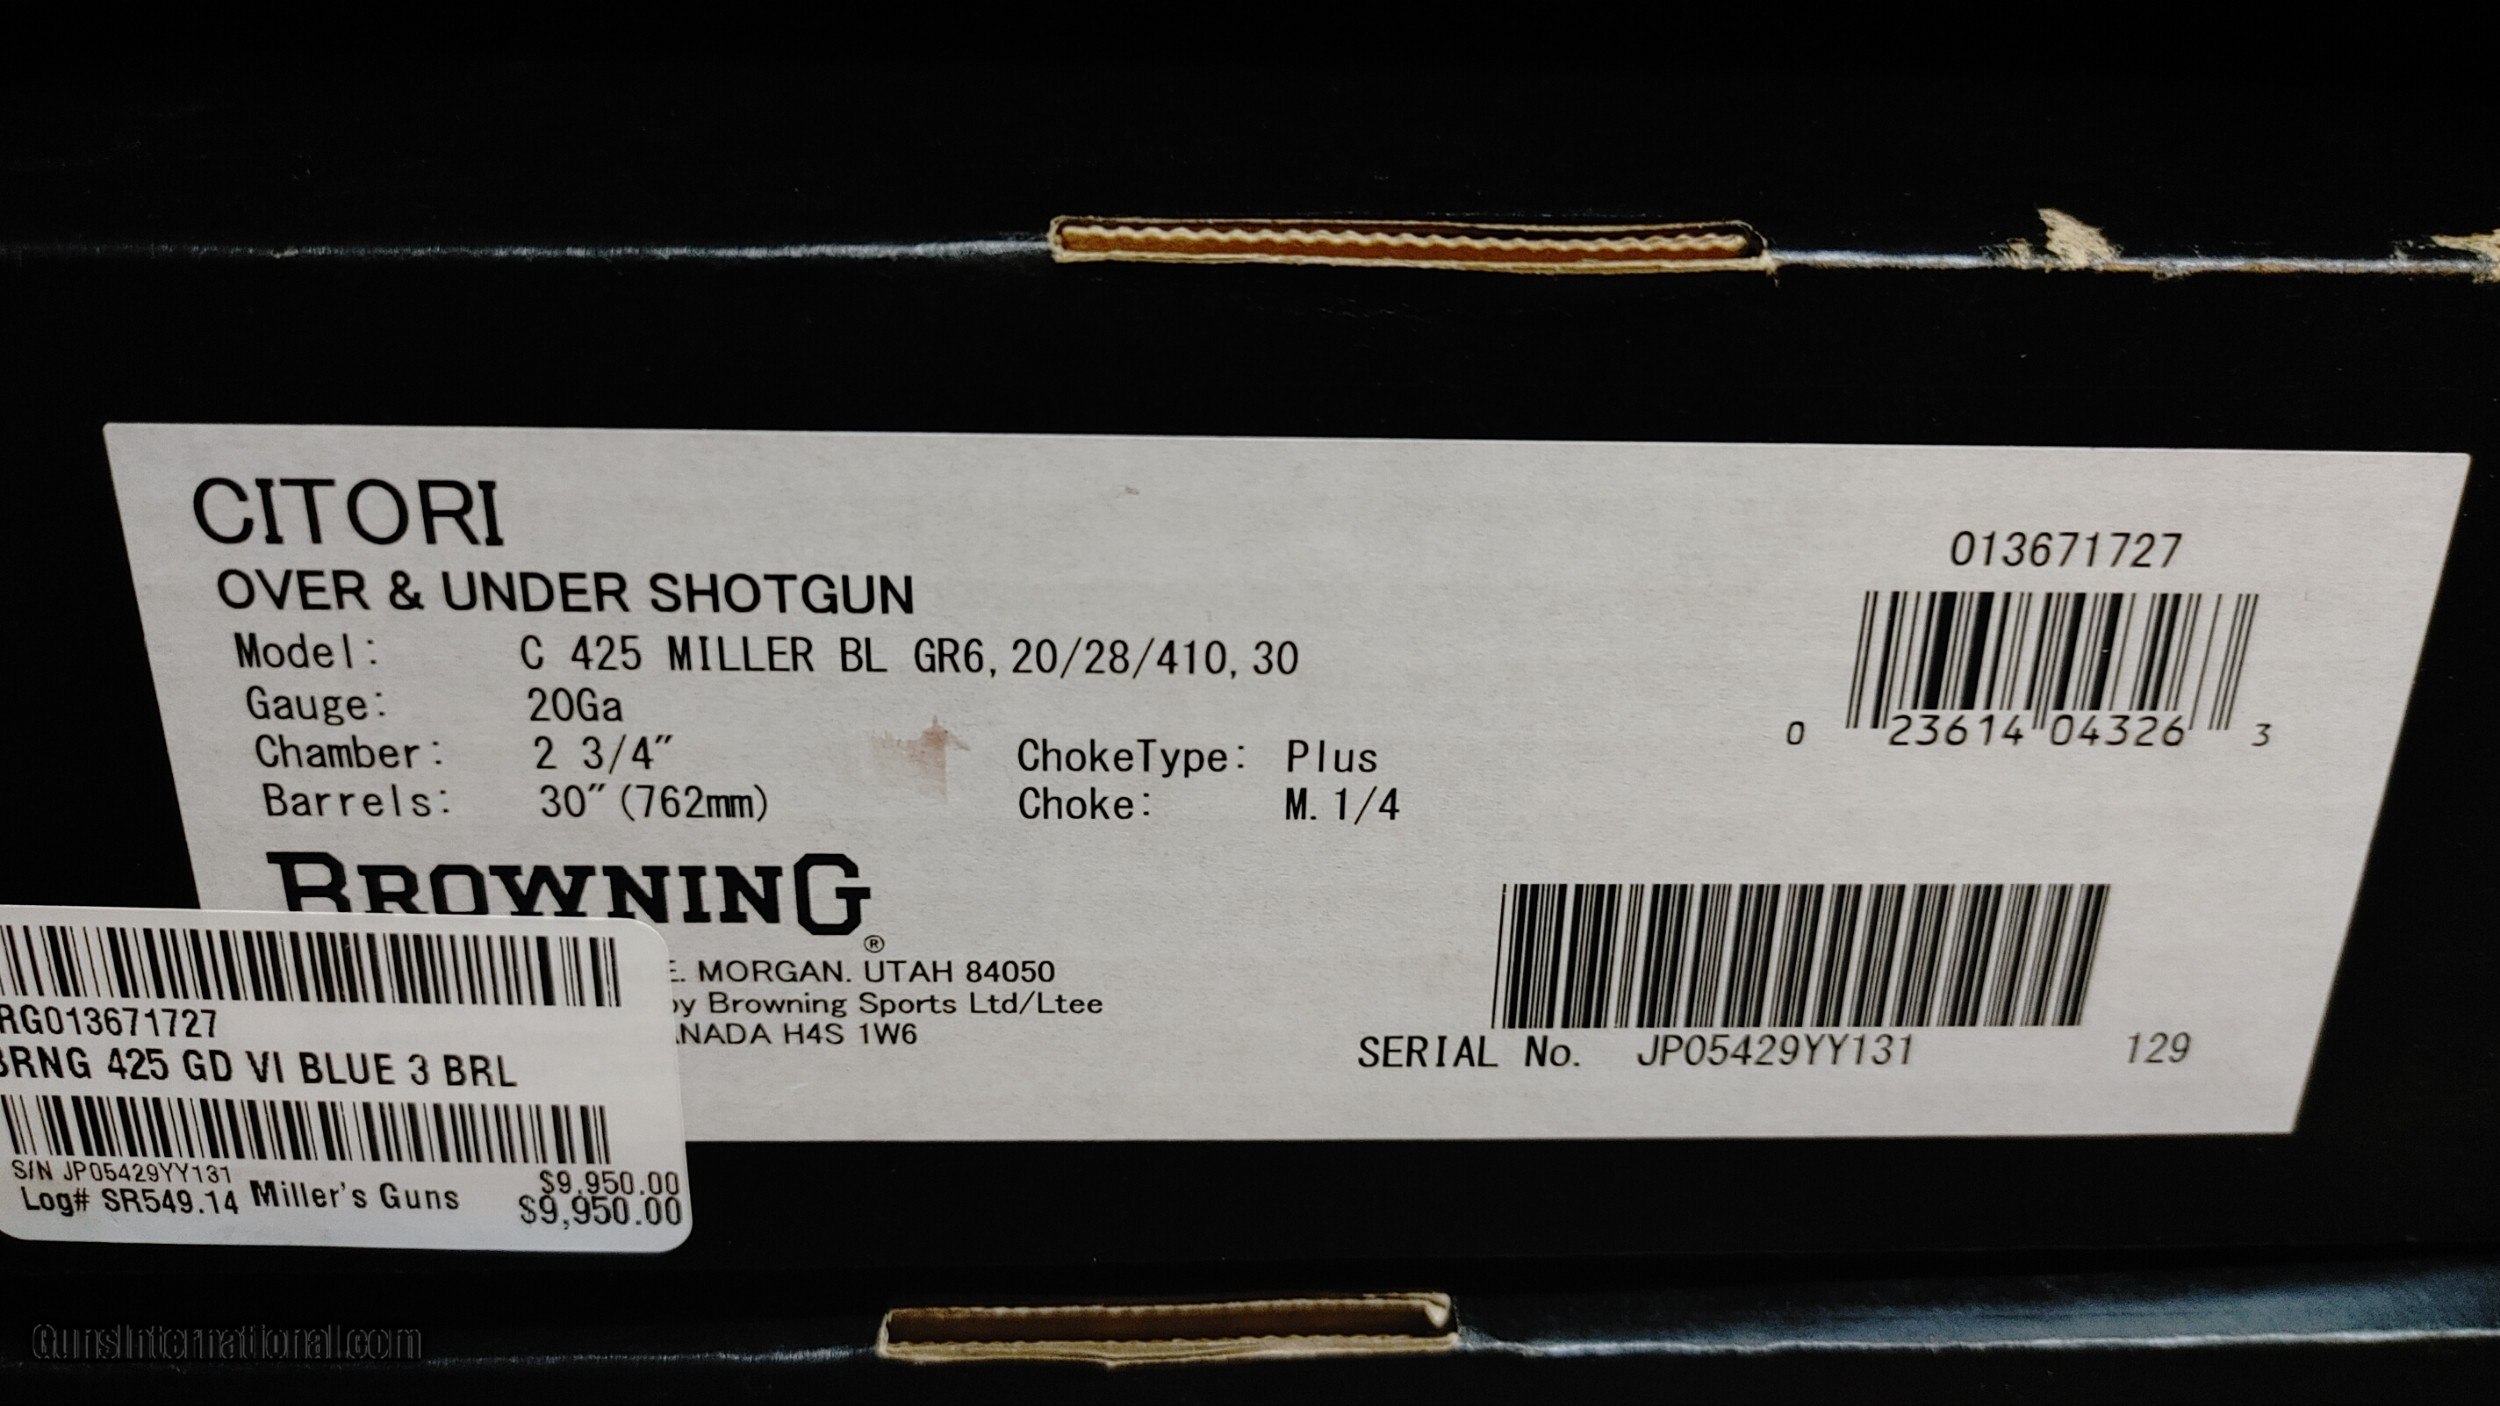 CITORI
OVER & UNDER SHOTGUN
Model: C 425 MILLER BL GR6, 20/28/410, 30
Gauge: 20Ga
Chamber: 2 3/4" ChokeType: Plus
Barrels: 30" (762mm) Choke: M. 1/4
BROWNING®
MORGAN. UTAH 84050
Browning Sports Ltd/Ltee
H4S 1W6
013671727
0 23614 04326 3
SERIAL No. JP05429YY131 129
RG013671727
BRNG 425 GD VI BLUE 3 BRL
S/N JP05429YY131 $9,950.00
Log# SR549.14 Miller's Guns $9,950.00
GunsInternational.com